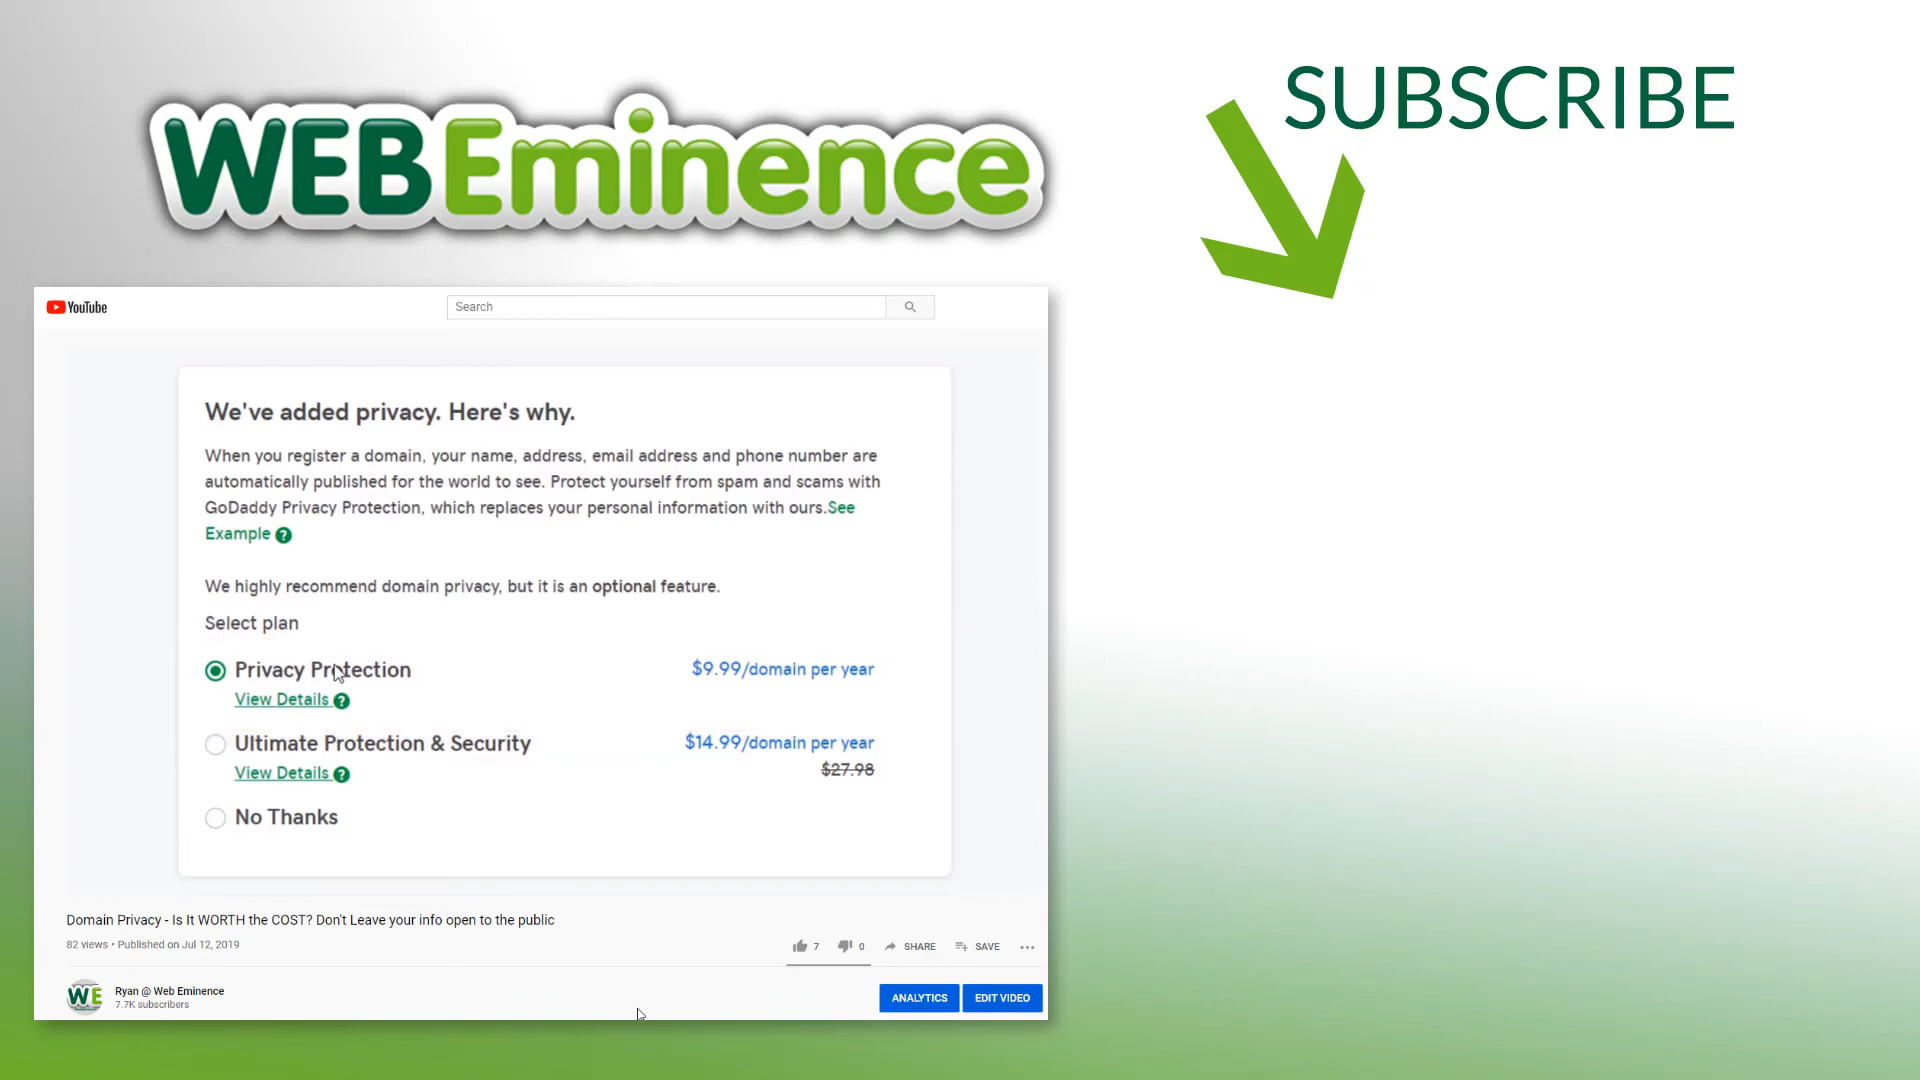 WEBEminence
SUBSCRIBE
YouTube
Search
We've added privacy. Here's why.
When you register a domain, your name, address, email address and phone number are
automatically published for the world to see. Protect yourself from spam and scams with
GoDaddy Privacy Protection, which replaces your personal information with ours.See
Example ?
We highly recommend domain privacy, but it is an optional feature.
Select plan
Privacy Protection $9.99/domain per year
View Details ?
Ultimate Protection & Security $14.99/domain per year
View Details ? $27.98
No Thanks
Domain Privacy - Is It WORTH the COST? Don't Leave your info open to the public
82 views • Published on Jul 12, 2019
7 0 SHARE SAVE
WE Ryan @ Web Eminence
7.7K subscribers
ANALYTICS EDIT VIDEO